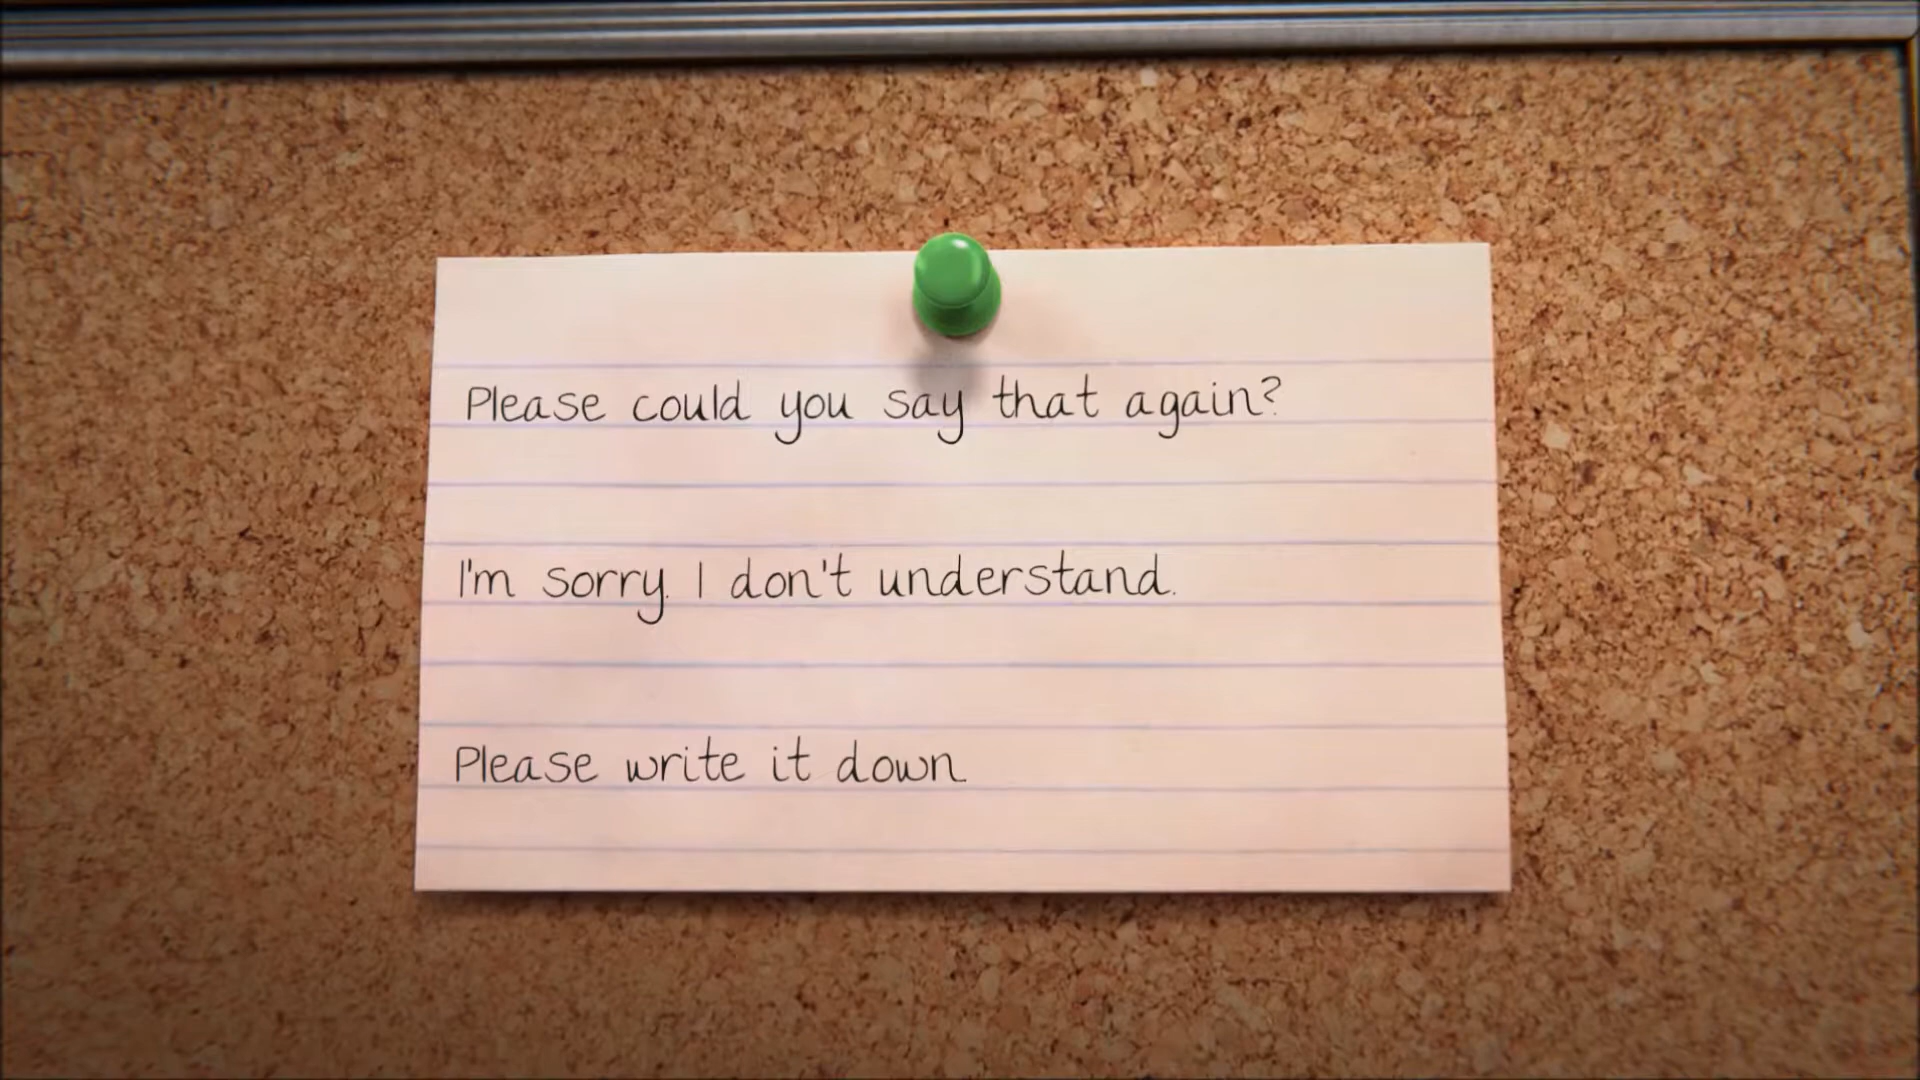 Please could you say that again?
I'm sorry. I don't understand.
Please write it down.